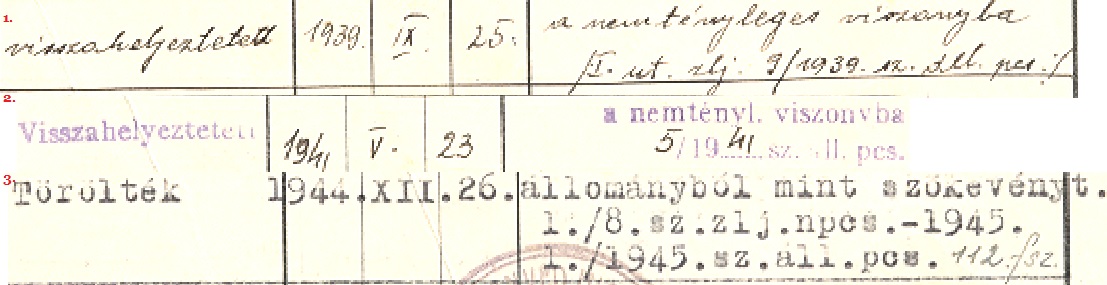 1.
visszahelyeztetett 1939. IX. 25. a nemtényleges viszonyba
/I. ut. zlj. 9/1939. sz. áll. pcs./
2.
Visszahelyeztetett 1941 V. 23 a nemtényl. viszonyba
5/1941 sz. áll. pcs.
3.
Törölték 1944.XII.26. állományból mint szökevényt.
1./8.sz.zlj.npcs.-1945.
1./1945.sz.áll.pcs. 112./sz.